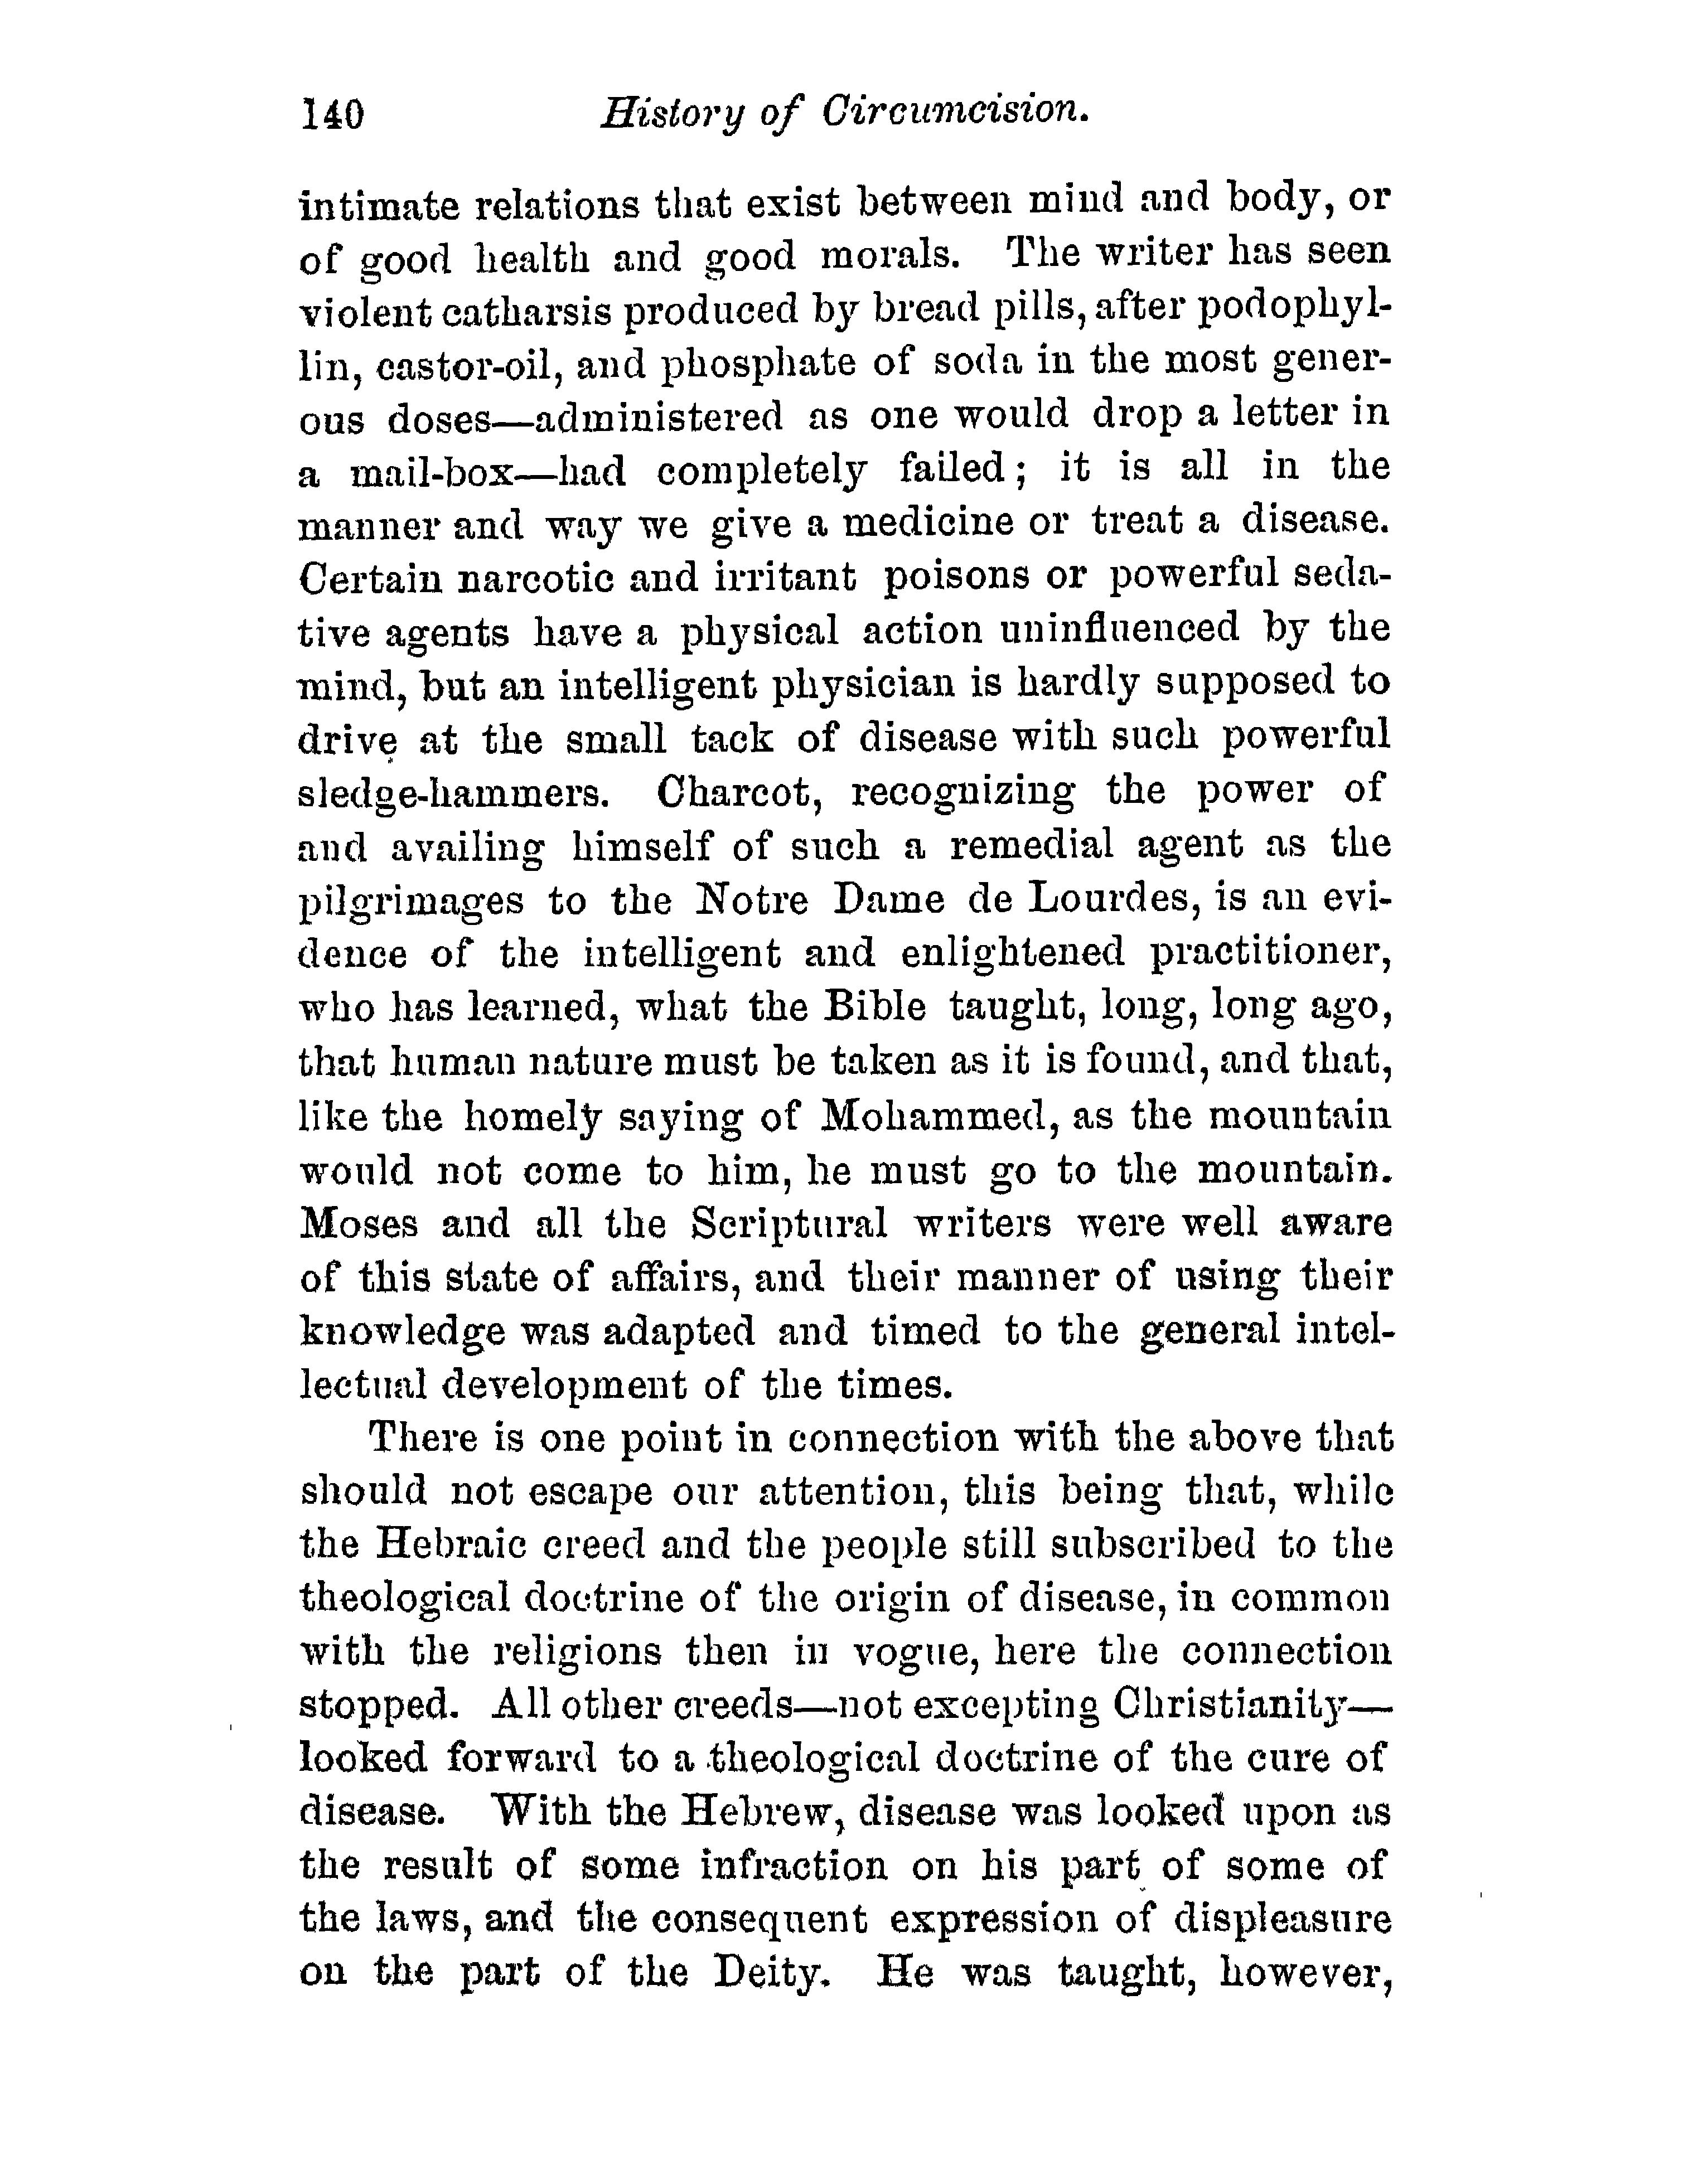 140 History of Circumcision.
intimate relations that exist between mind and body, or
of good health and good morals. The writer has seen
violent catharsis produced by bread pills, after podophyl-
lin, castor-oil, and phosphate of soda in the most gener-
ous doses—administered as one would drop a letter in
a mail-box—had completely failed; it is all in the
manner and way we give a medicine or treat a disease.
Certain narcotic and irritant poisons or powerful seda-
tive agents have a physical action uninfluenced by the
mind, but an intelligent physician is hardly supposed to
drive at the small tack of disease with such powerful
sledge-hammers. Charcot, recognizing the power of
and availing himself of such a remedial agent as the
pilgrimages to the Notre Dame de Lourdes, is an evi-
dence of the intelligent and enlightened practitioner,
who has learned, what the Bible taught, long, long ago,
that human nature must be taken as it is found, and that,
like the homely saying of Mohammed, as the mountain
would not come to him, he must go to the mountain.
Moses and all the Scriptural writers were well aware
of this state of affairs, and their manner of using their
knowledge was adapted and timed to the general intel-
lectual development of the times.
There is one point in connection with the above that
should not escape our attention, this being that, while
the Hebraic creed and the people still subscribed to the
theological doctrine of the origin of disease, in common
with the religions then in vogue, here the connection
stopped. All other creeds—not excepting Christianity—
looked forward to a theological doctrine of the cure of
disease. With the Hebrew, disease was looked upon as
the result of some infraction on his part of some of
the laws, and the consequent expression of displeasure
on the part of the Deity. He was taught, however,